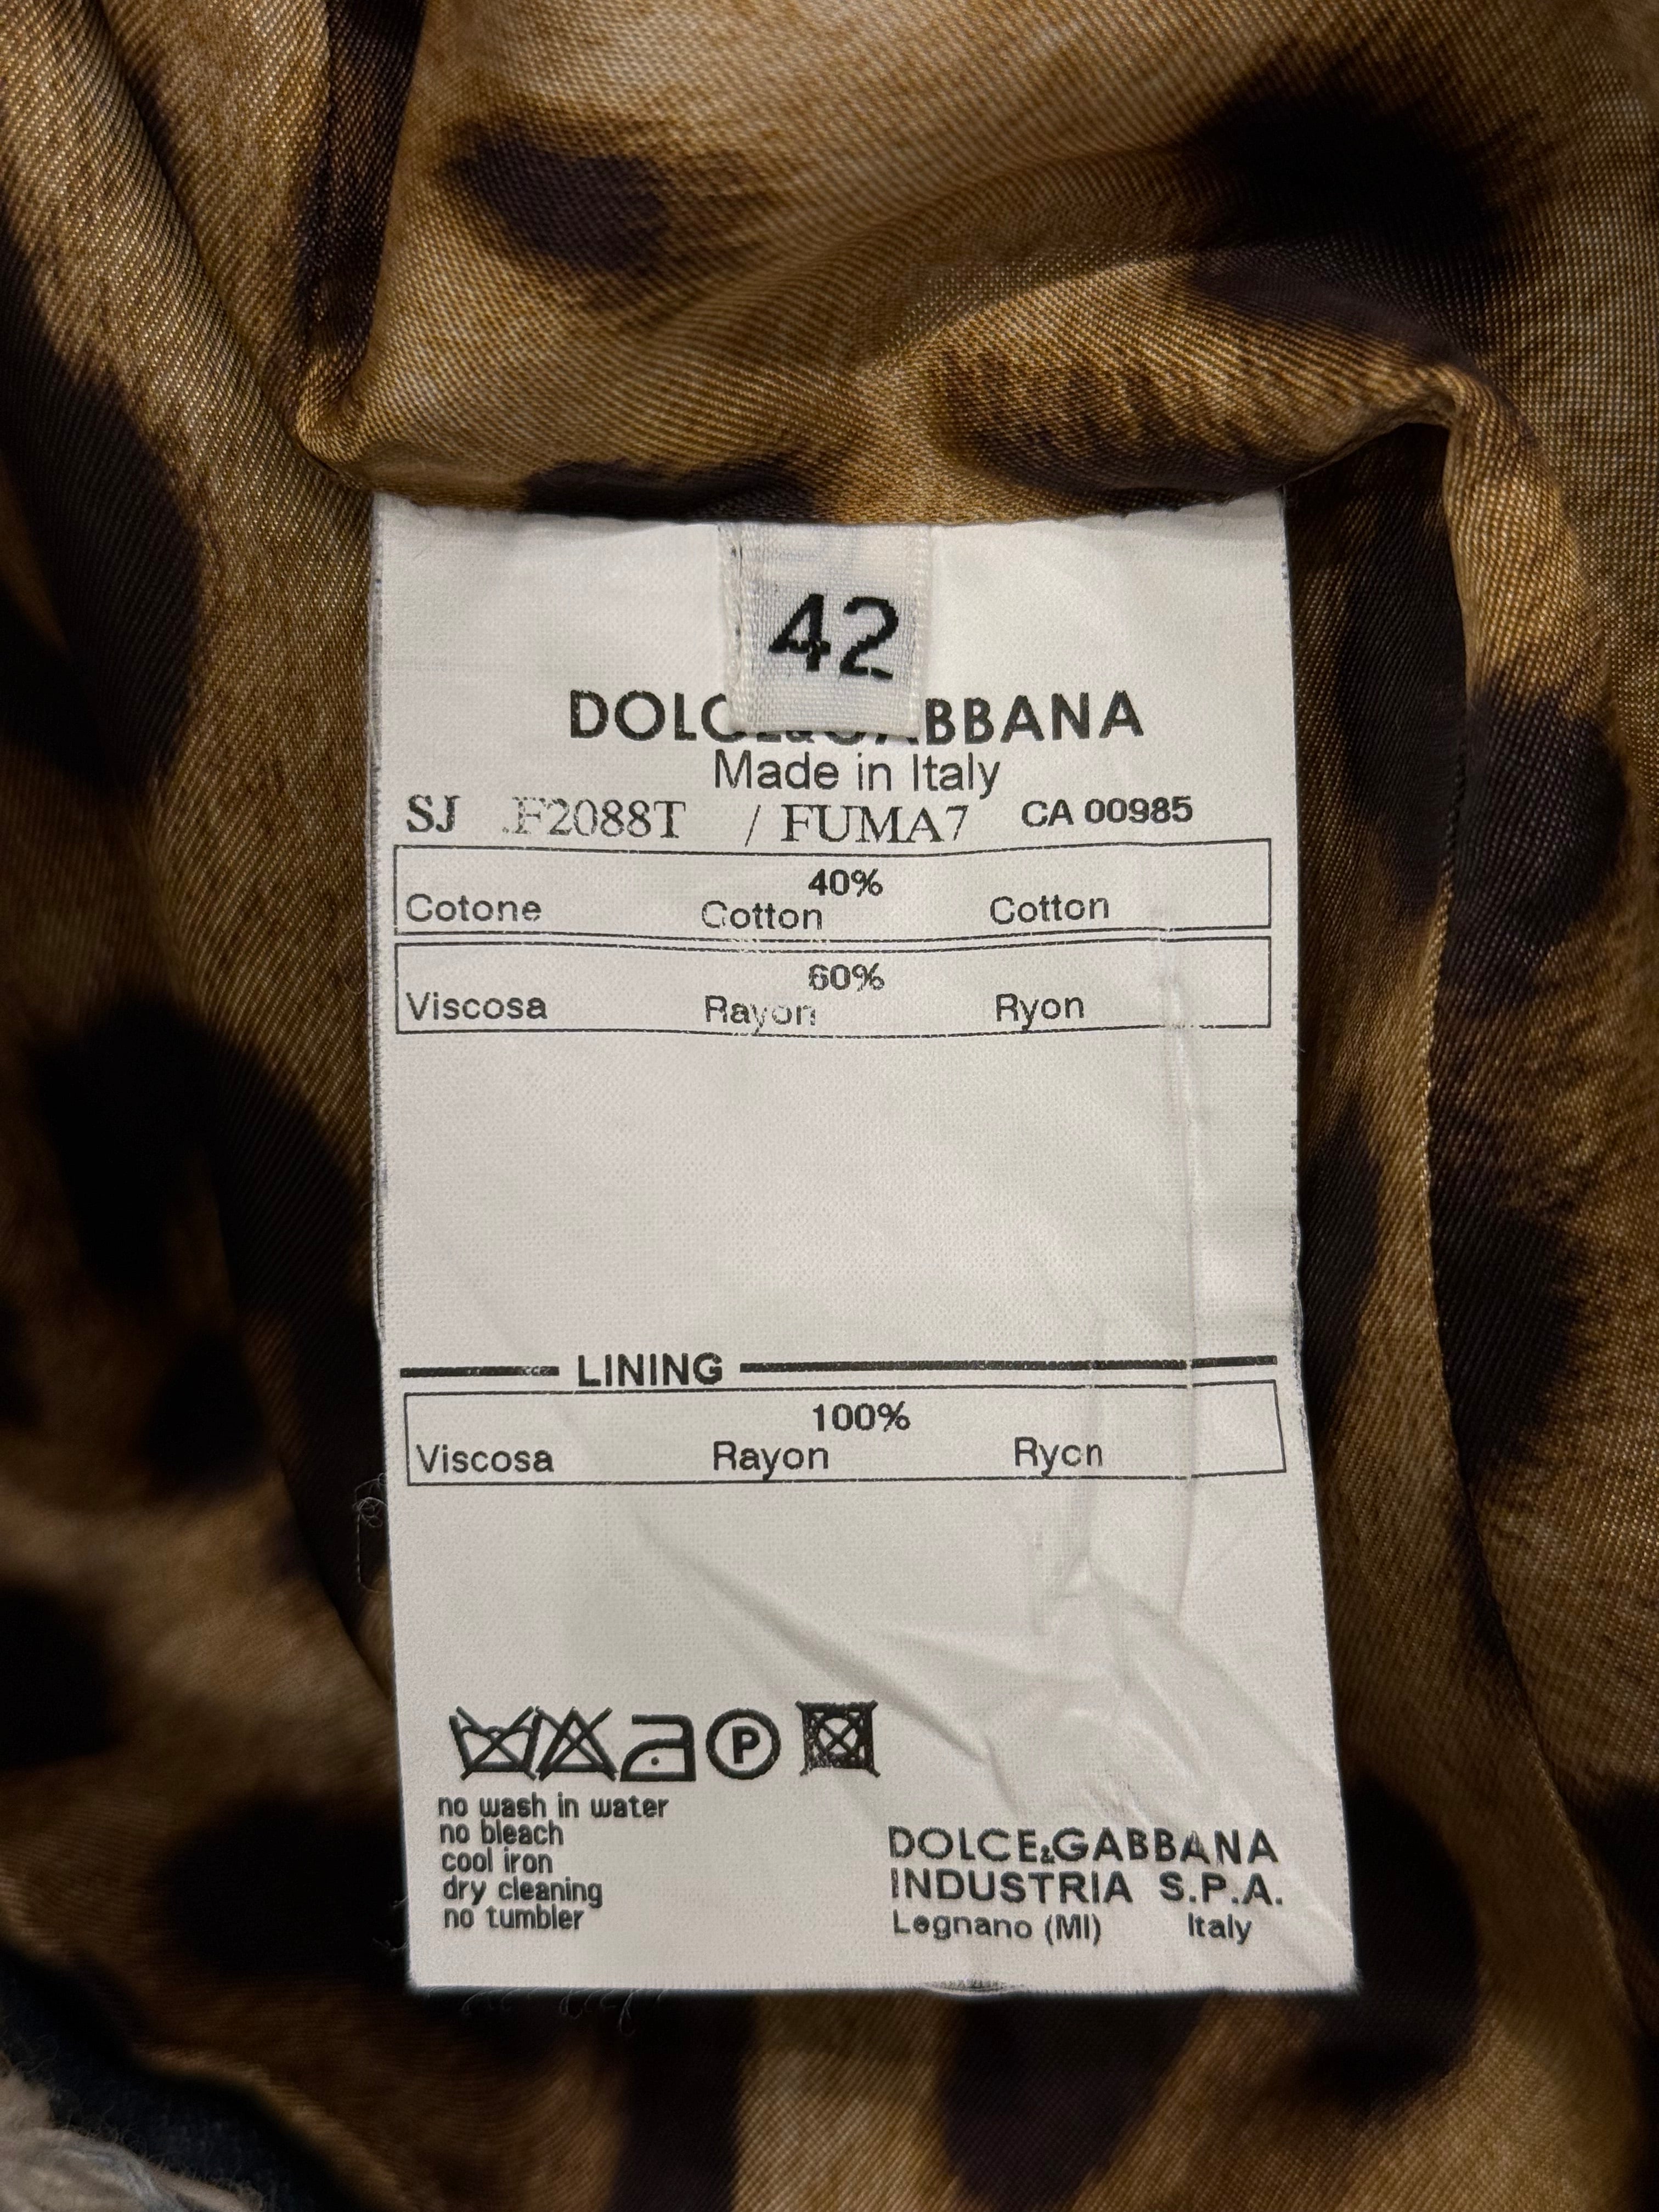 42
DOLCE&GABBANA
Made in Italy
SJ .F2088T / FUMA7 CA 00985
40%
Cotone Cotton Cotton
60%
Viscosa Rayon Ryon
LINING
100%
Viscosa Rayon Ryon
P
no wash in water
no bleach
cool iron
dry cleaning
no tumbler
DOLCE&GABBANA
INDUSTRIA S.P.A.
Legnano (MI) Italy